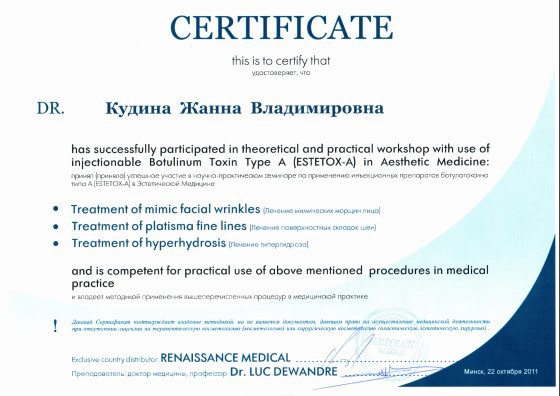 CERTIFICATE
this is to certify that
удостоверяет, что
DR. Кудина Жанна Владимировна
has successfully participated in theoretical and practical workshop with use of
injectionable Botulinum Toxin Type A (ESTETOX-A) in Aesthetic Medicine:
принял (приняла) успешное участие в научно-практическом семинаре по применению инъекционных препаратов ботулотоксина
типа А (ESTETOX-A) в Эстетической Медицине
• Treatment of mimic facial wrinkles (Лечение мимических морщин лица)
• Treatment of platisma fine lines (Лечение поверхностных складок шеи)
• Treatment of hyperhydrosis (Лечение гипергидроза)
and is competent for practical use of above mentioned procedures in medical
practice
и владеет методикой применения вышеперечисленных процедур в медицинской практике
! Данный Сертификат подтверждает владение методикой, но не является документом, дающим право на осуществление медицинской деятельности
при отсутствии лицензии на терапевтическую косметологию (косметологию) или хирургическую косметологию (пластическую эстетическую хирургию)
Exclusive country distributor RENAISSANCE MEDICAL
Преподаватель: доктор медицины, профессор Dr. LUC DEWANDRE
Минск, 22 октября 2011